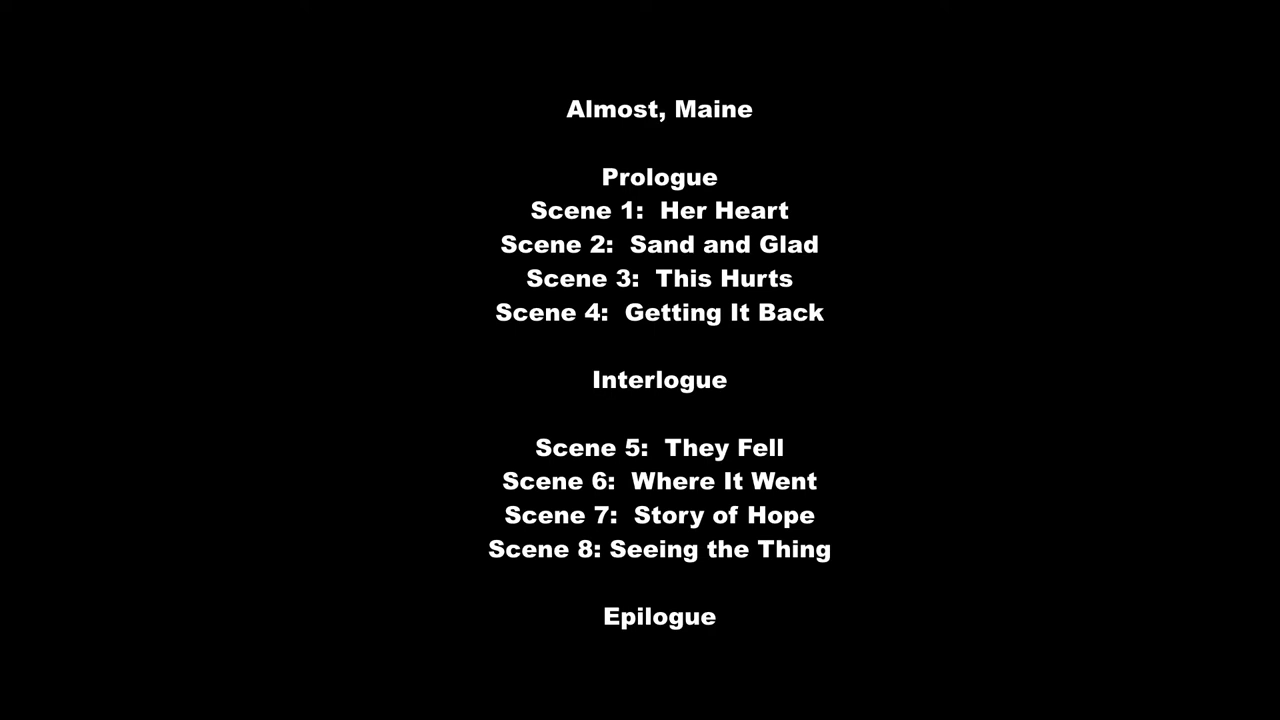 Almost, Maine
Prologue
Scene 1:  Her Heart
Scene 2:  Sand and Glad
Scene 3:  This Hurts
Scene 4:  Getting It Back
Interlogue
Scene 5:  They Fell
Scene 6:  Where It Went
Scene 7:  Story of Hope
Scene 8: Seeing the Thing
Epilogue